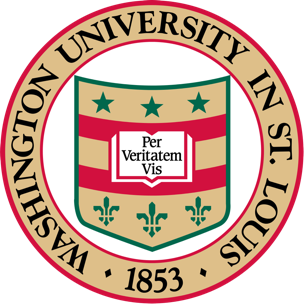 WASHINGTON UNIVERSITY IN ST. LOUIS
Per
Veritatem
Vis
· 1853 ·